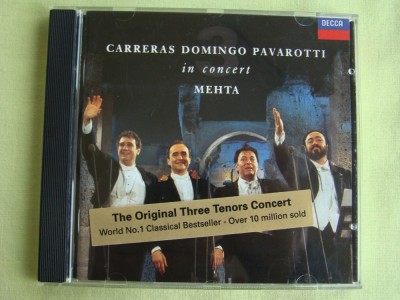 DECCA
CARRERAS DOMINGO PAVAROTTI
in concert
MEHTA
The Original Three Tenors Concert
World No.1 Classical Bestseller - Over 10 million sold